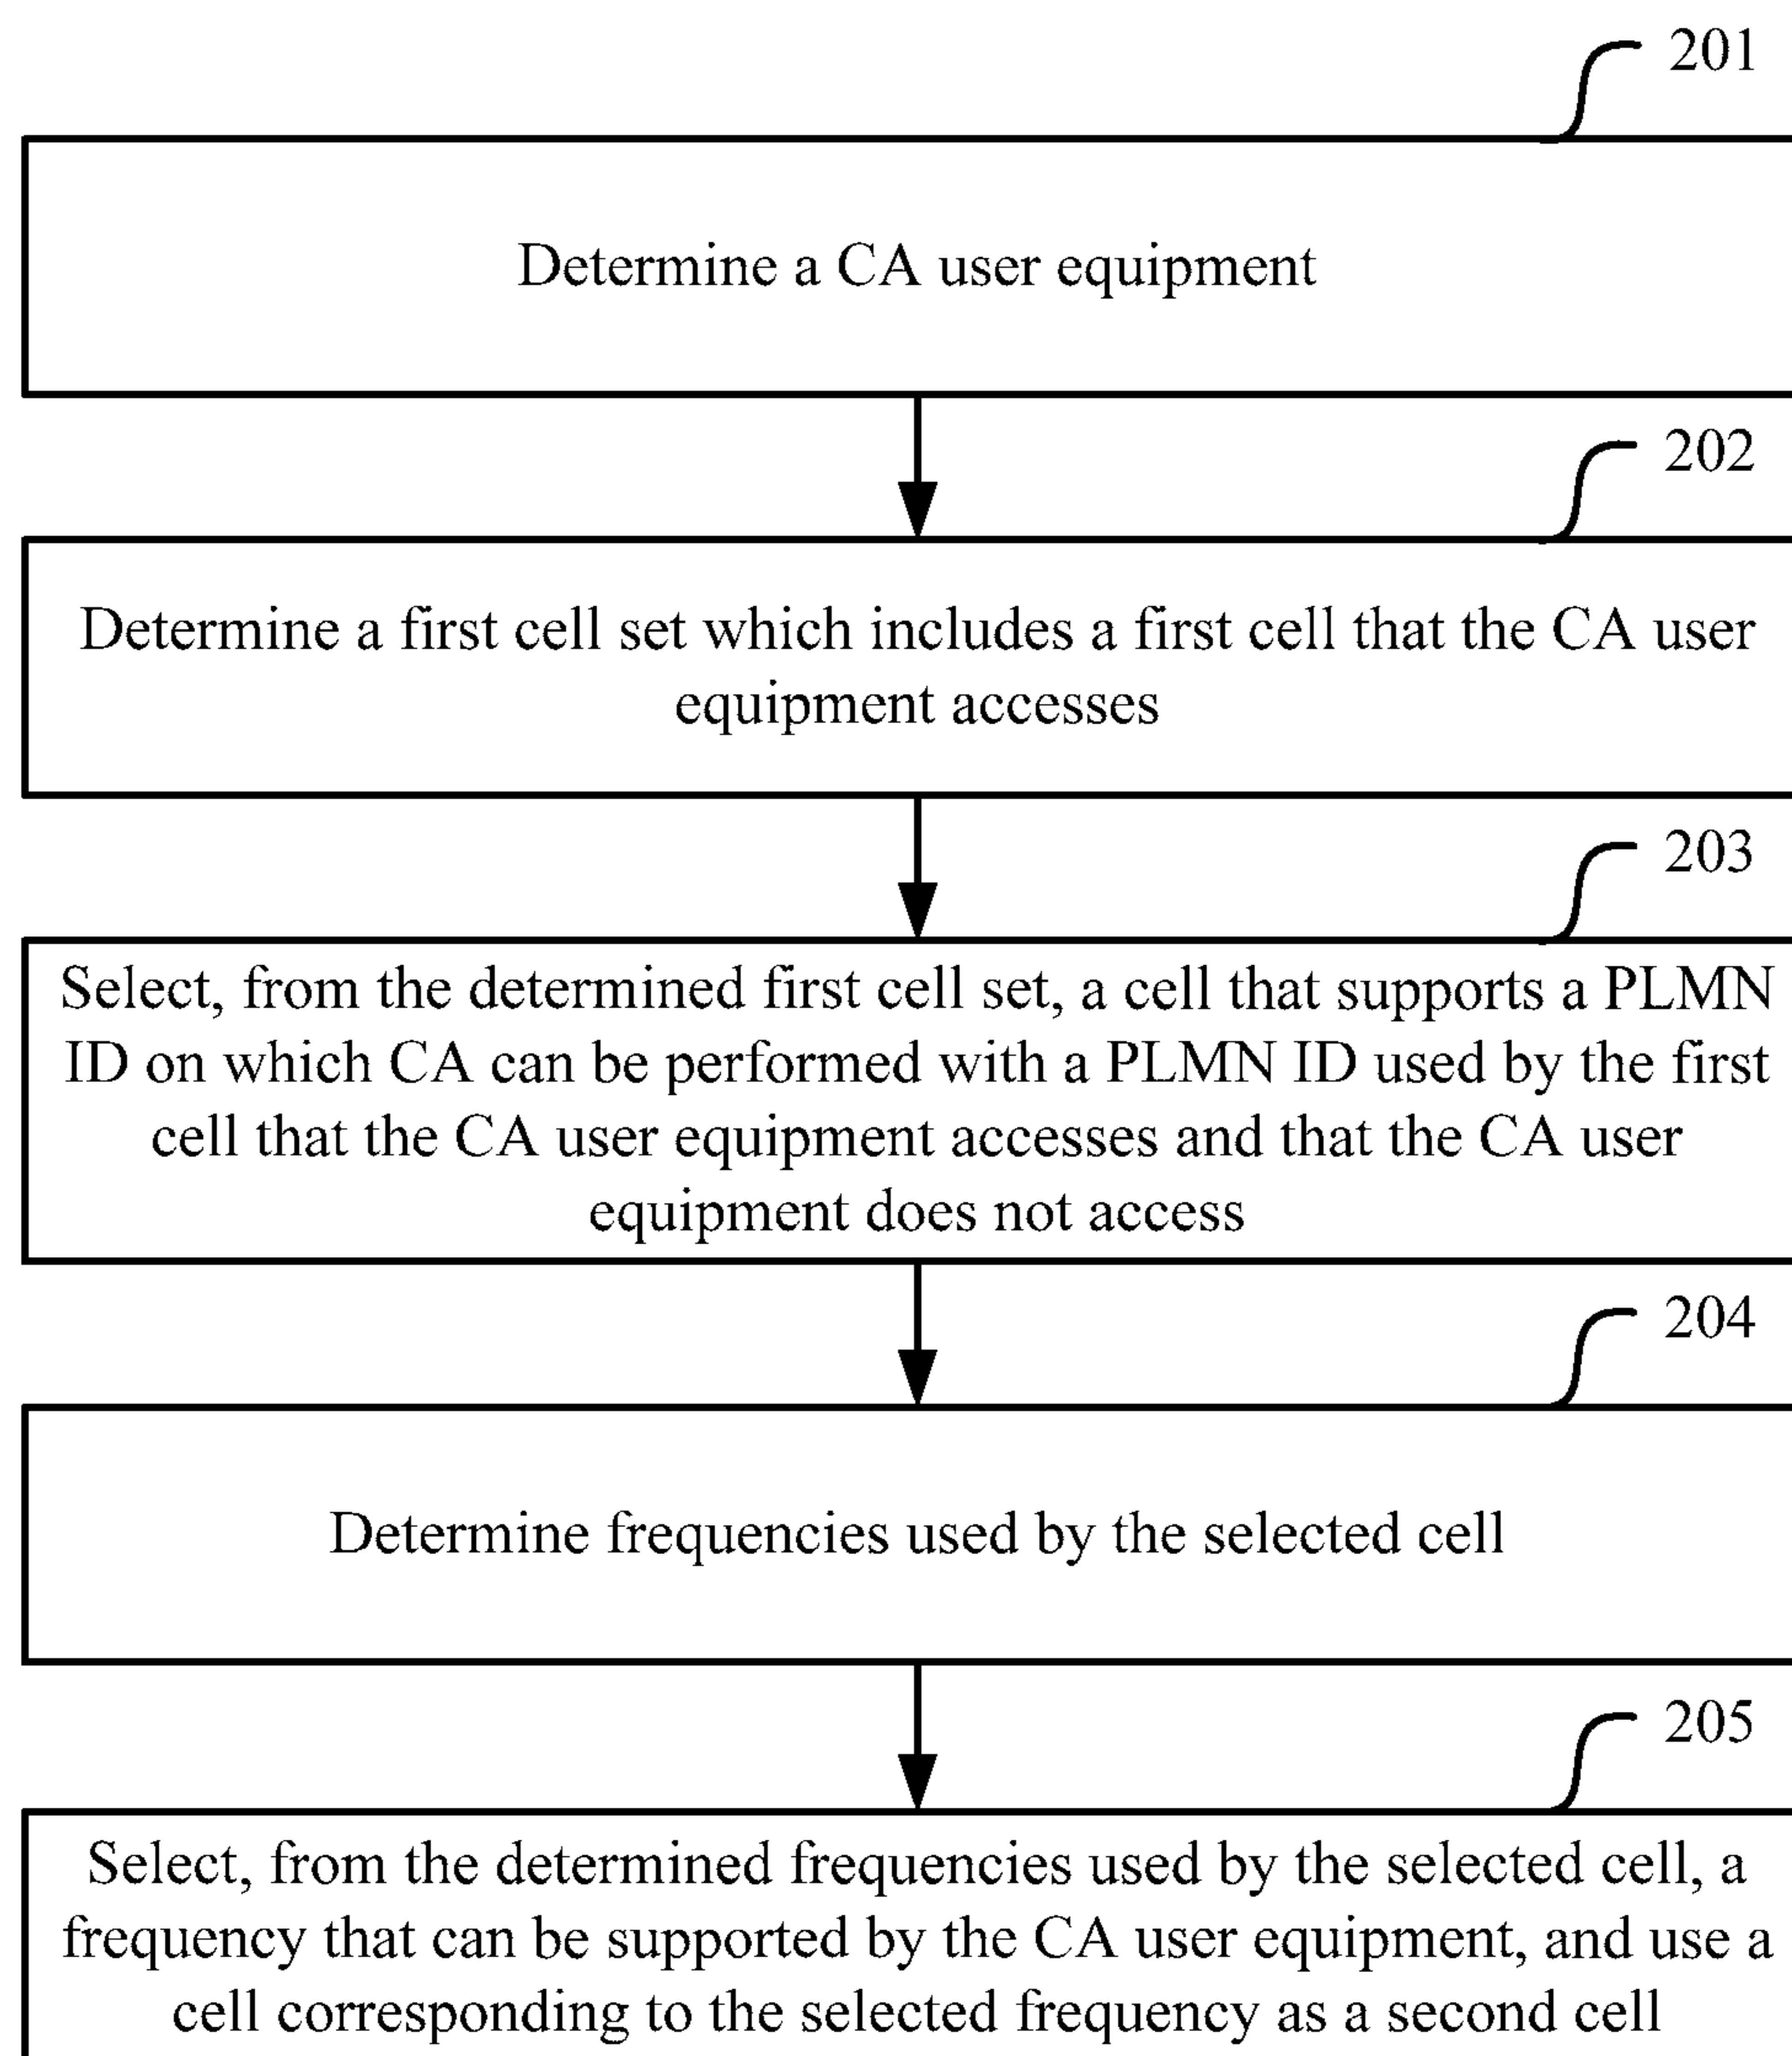 201
Determine a CA user equipment
202
Determine a first cell set which includes a first cell that the CA user
equipment accesses
203
Select, from the determined first cell set, a cell that supports a PLMN
ID on which CA can be performed with a PLMN ID used by the first
cell that the CA user equipment accesses and that the CA user
equipment does not access
204
Determine frequencies used by the selected cell
205
Select, from the determined frequencies used by the selected cell, a
frequency that can be supported by the CA user equipment, and use a
cell corresponding to the selected frequency as a second cell